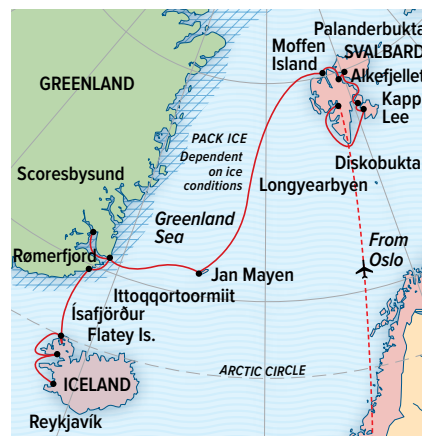 Palanderbukta
Moffen
Island
SVALBARD
Alkefjellet
GREENLAND
Kapp
Lee
PACK ICE
Dependent
on ice
conditions
Diskobukta
Scoresbysund
Longyearbyen
Greenland
Sea
From
Oslo
Rømerfjord
Jan Mayen
Ittoqqortoormiit
Ísafjörður
Flatey Is.
ARCTIC CIRCLE
ICELAND
Reykjavík